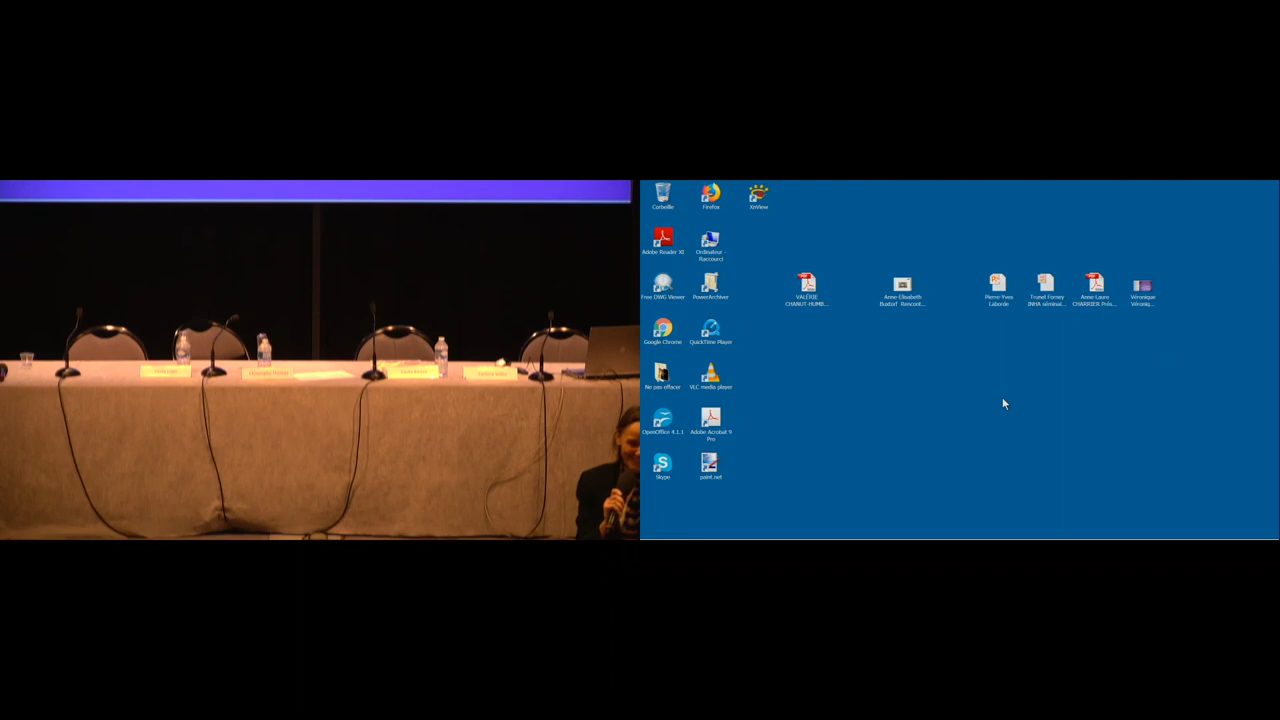 Corbeille
Firefox
XnView
Adobe Reader XI
Ordinateur -
Raccourci
Free DWG Viewer
PowerArchiver
VALÉRIE
CHANUT-HUMB...
Anne-Elisabeth
Buxtorf Rencont...
Pierre-Yves
Laborde
Trunel Forney
INHA séminai...
Anne-Laure
CHARRIER Prés...
Véronique
Véroniq...
Google Chrome
QuickTime Player
Ne pas effacer
VLC media player
OpenOffice 4.1.1
Adobe Acrobat 9
Pro
Skype
paint.net